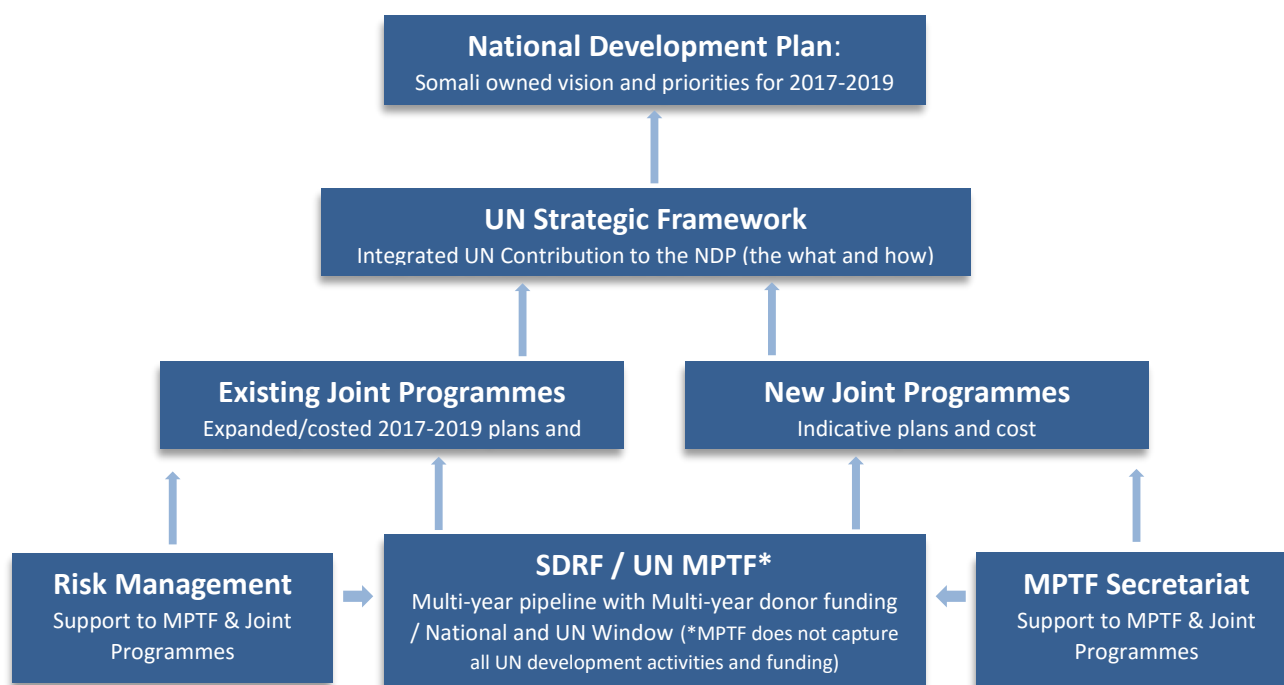 National Development Plan:
Somali owned vision and priorities for 2017-2019
UN Strategic Framework
Integrated UN Contribution to the NDP (the what and how)
Existing Joint Programmes
Expanded/costed 2017-2019 plans and
New Joint Programmes
Indicative plans and cost
Risk Management
Support to MPTF & Joint
Programmes
SDRF / UN MPTF*
Multi-year pipeline with Multi-year donor funding
/ National and UN Window (*MPTF does not capture
all UN development activities and funding)
MPTF Secretariat
Support to MPTF & Joint
Programmes